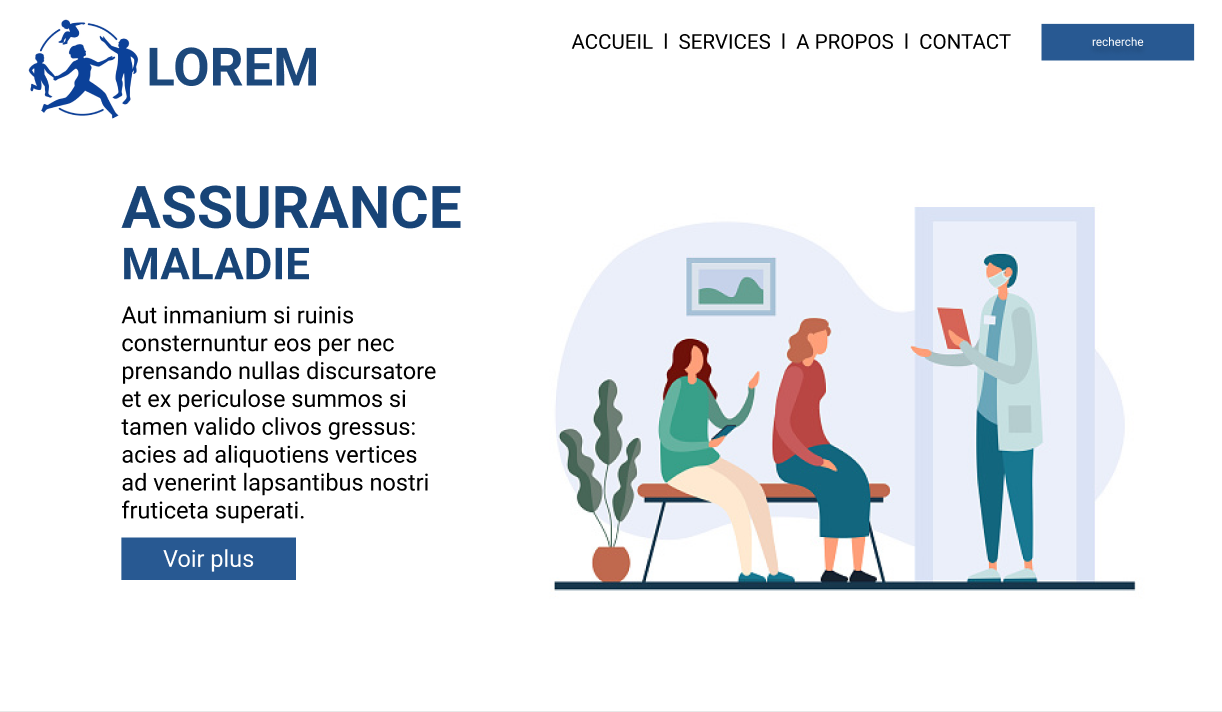 LOREM
ACCUEIL I SERVICES I A PROPOS I CONTACT
recherche
ASSURANCE
MALADIE
Aut inmanium si ruinis
consternuntur eos per nec
prensando nullas discursatore
et ex periculose summos si
tamen valido clivos gressus:
acies ad aliquotiens vertices
ad venerint lapsantibus nostri
fruticeta superati.
Voir plus